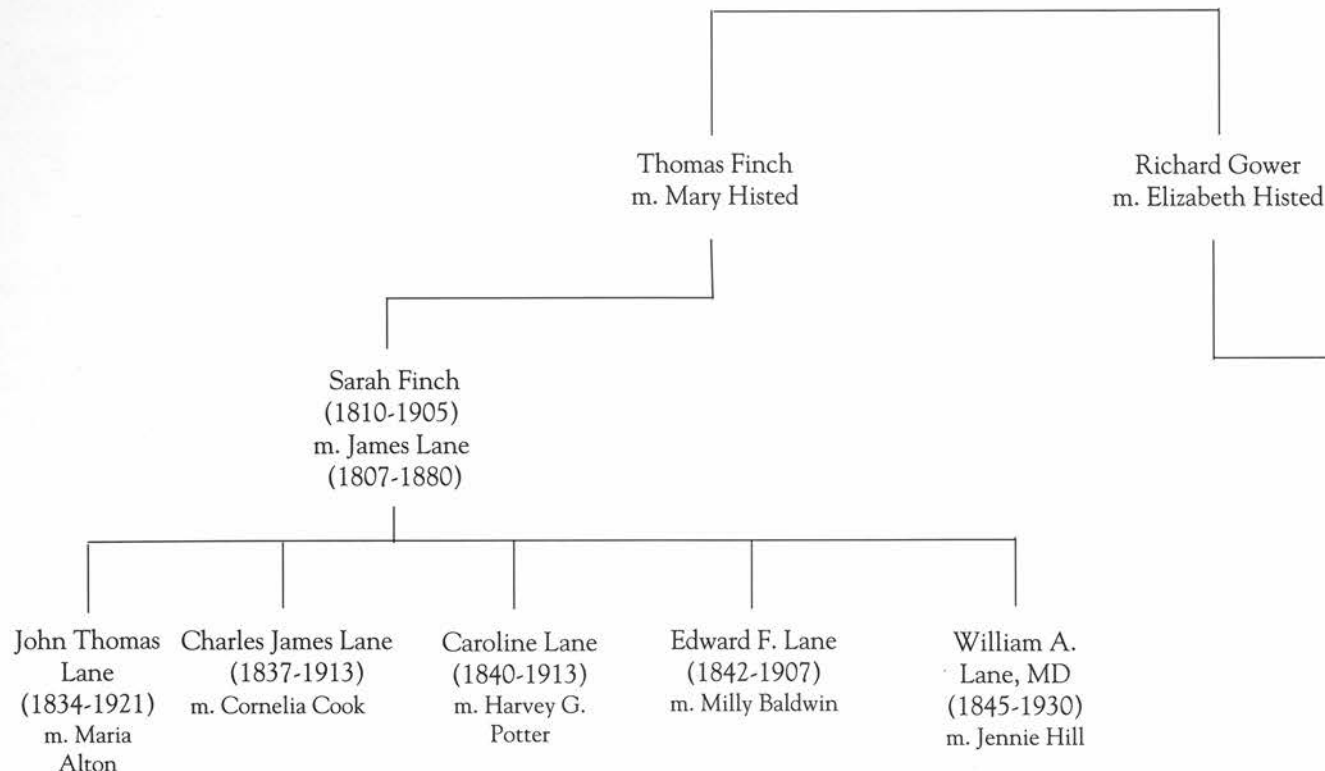 Thomas Finch
m. Mary Histed
Richard Gower
m. Elizabeth Histed
Sarah Finch
(1810-1905)
m. James Lane
(1807-1880)
John Thomas
Lane
(1834-1921)
m. Maria
Alton
Charles James Lane
(1837-1913)
m. Cornelia Cook
Caroline Lane
(1840-1913)
m. Harvey G.
Potter
Edward F. Lane
(1842-1907)
m. Milly Baldwin
William A.
Lane, MD
(1845-1930)
m. Jennie Hill